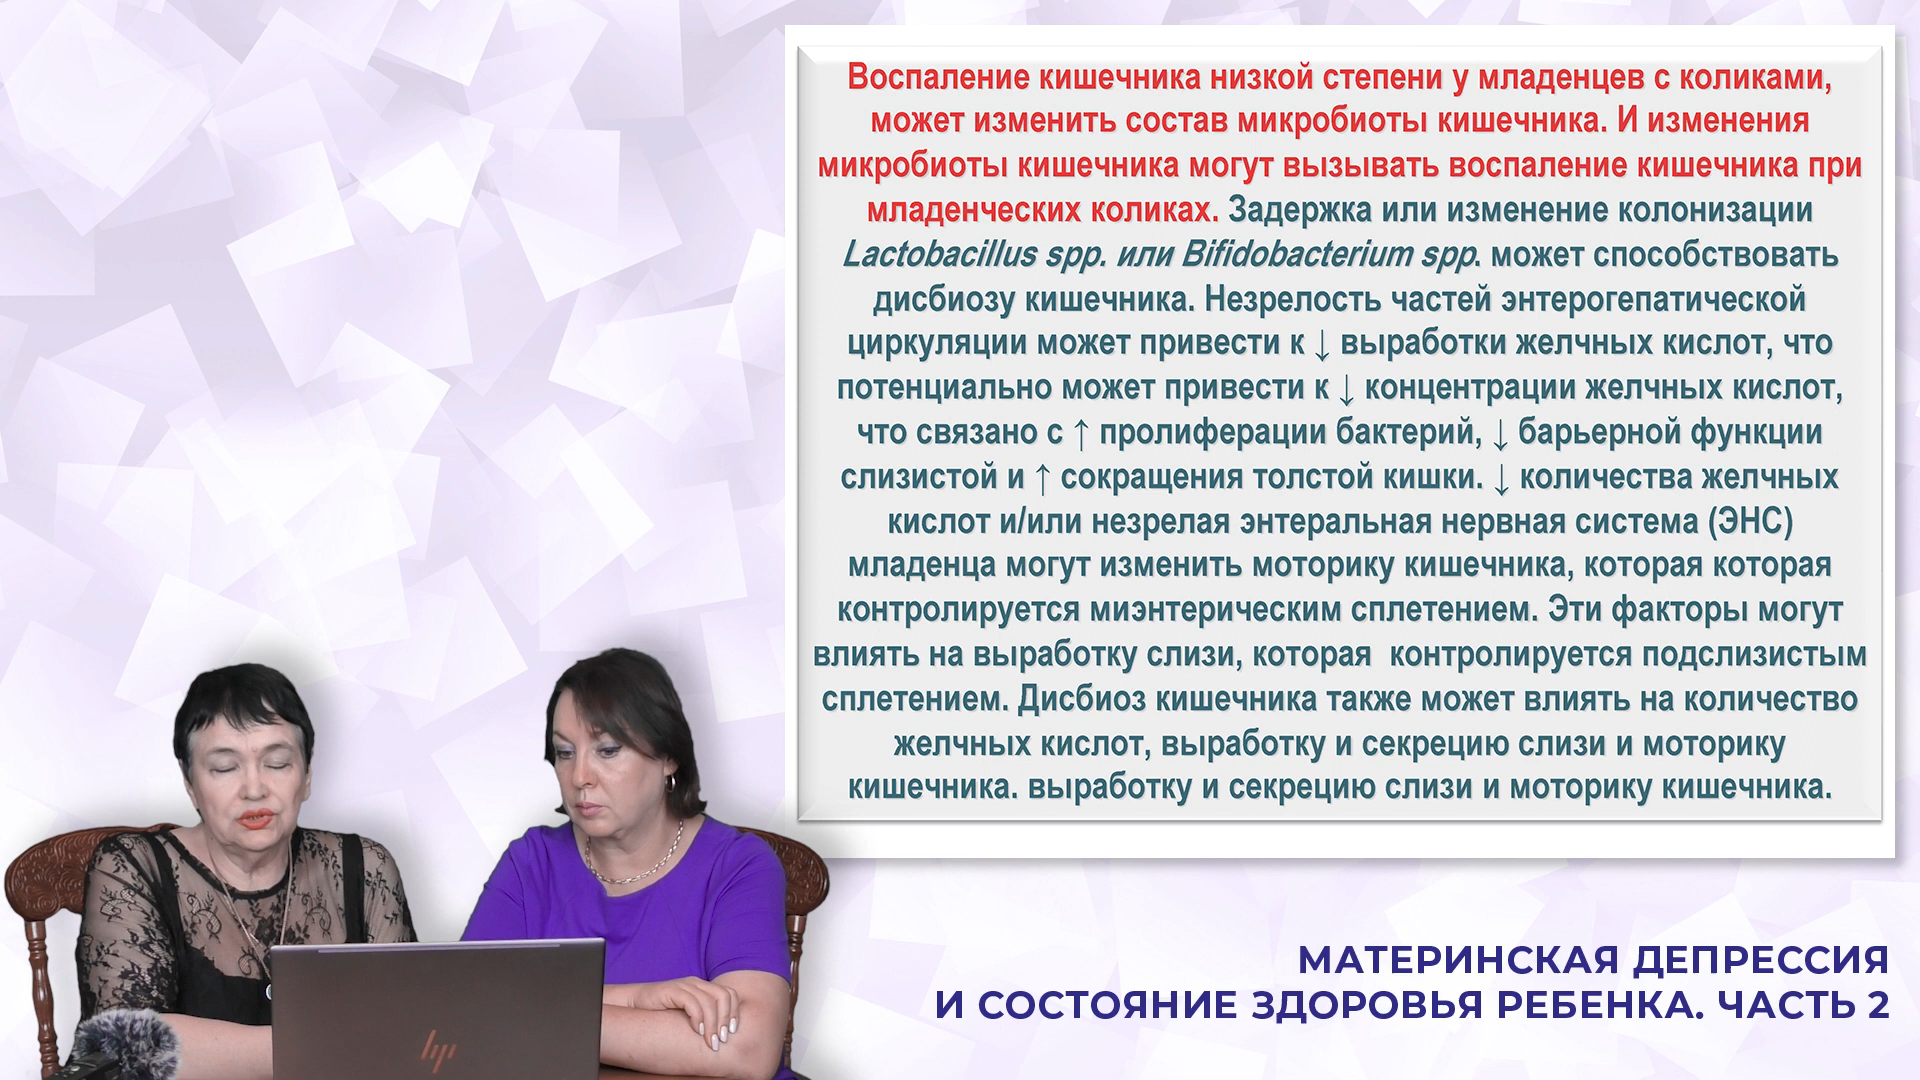 Воспаление кишечника низкой степени у младенцев с коликами,
может изменить состав микробиоты кишечника. И изменения
микробиоты кишечника могут вызывать воспаление кишечника при
младенческих коликах. Задержка или изменение колонизации
Lactobacillus spp. или Bifidobacterium spp. может способствовать
дисбиозу кишечника. Незрелость частей энтерогепатической
циркуляции может привести к ↓ выработки желчных кислот, что
потенциально может привести к ↓ концентрации желчных кислот,
что связано с ↑ пролиферации бактерий, ↓ барьерной функции
слизистой и ↑ сокращения толстой кишки. ↓ количества желчных
кислот и/или незрелая энтеральная нервная система (ЭНС)
младенца могут изменить моторику кишечника, которая которая
контролируется миэнтерическим сплетением. Эти факторы могут
влиять на выработку слизи, которая контролируется подслизистым
сплетением. Дисбиоз кишечника также может влиять на количество
желчных кислот, выработку и секрецию слизи и моторику
кишечника. выработку и секрецию слизи и моторику кишечника.
hp
МАТЕРИНСКАЯ ДЕПРЕССИЯ
И СОСТОЯНИЕ ЗДОРОВЬЯ РЕБЕНКА. ЧАСТЬ 2